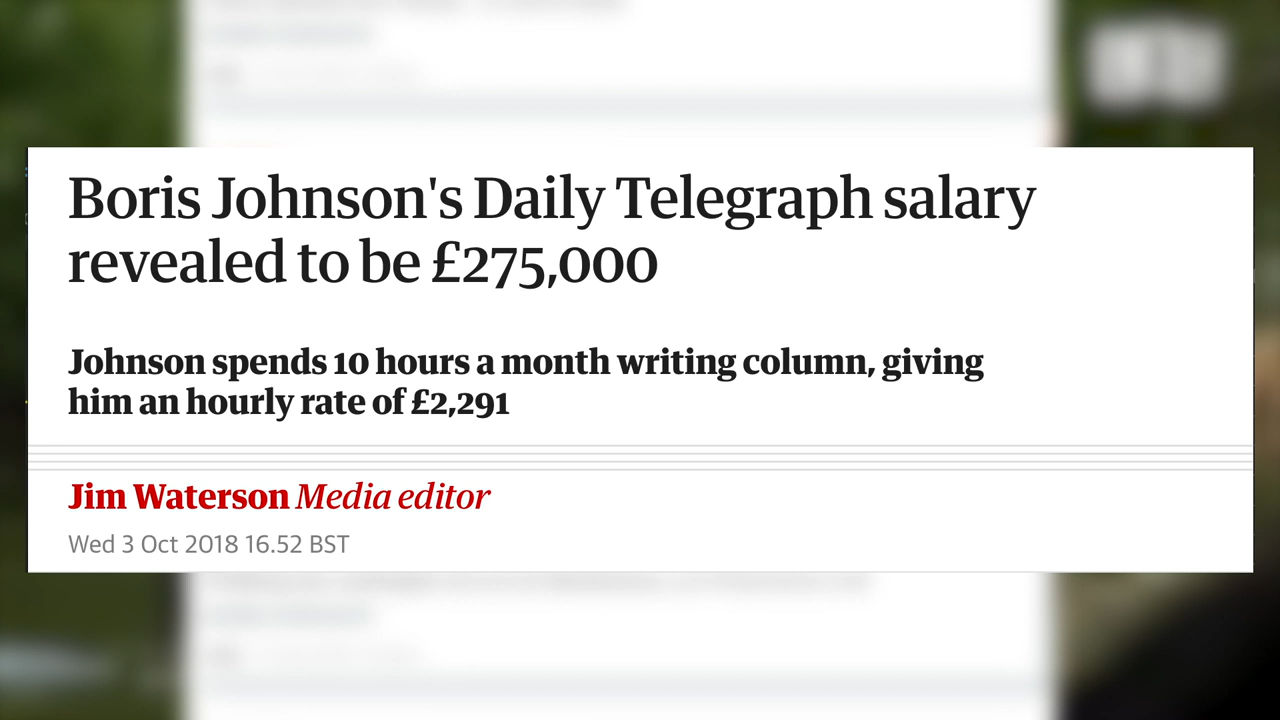 Boris Johnson's Daily Telegraph salary
revealed to be £275,000
Johnson spends 10 hours a month writing column, giving
him an hourly rate of £2,291
Jim Waterson Media editor
Wed 3 Oct 2018 16.52 BST